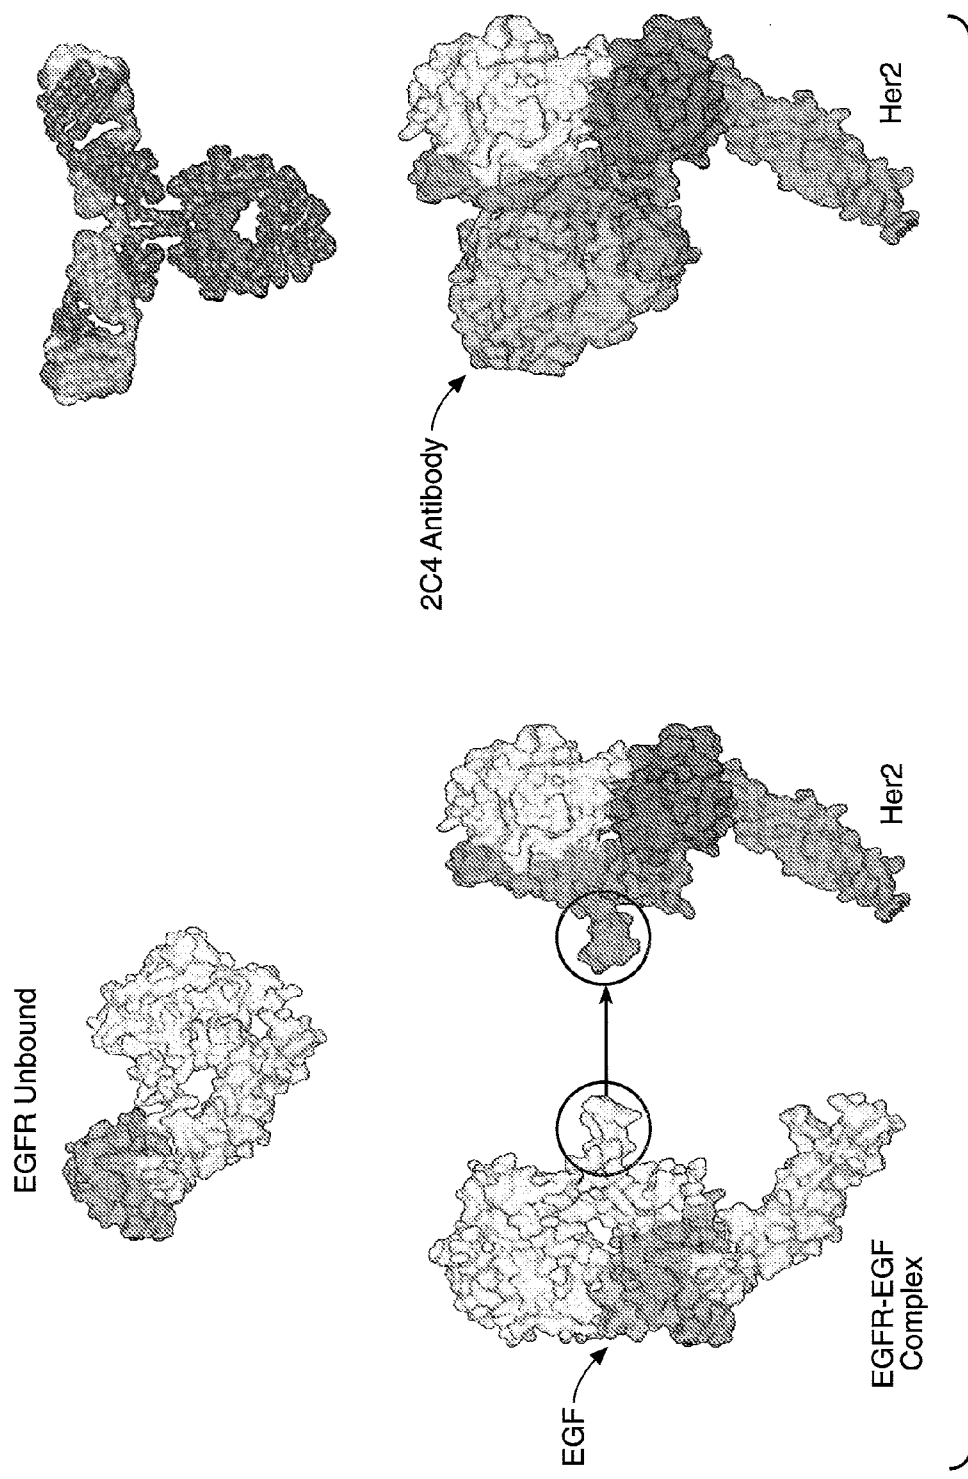 EGFR Unbound
EGF
EGFR-EGF
Complex
Her2
2C4 Antibody
Her2